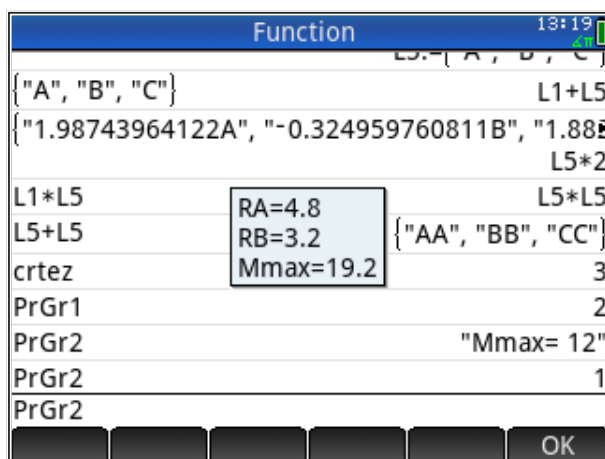 Function
13:19
∡π
L5:={"A", "B", "C"}
{"A", "B", "C"}
L1+L5
{"1.98743964122A", "-0.324959760811B", "1.88
L5*2
L1*L5
L5*L5
L5+L5
{"AA", "BB", "CC"}
RA=4.8
RB=3.2
Mmax=19.2
crtez
3
PrGr1
2
PrGr2
"Mmax= 12"
PrGr2
1
PrGr2
OK